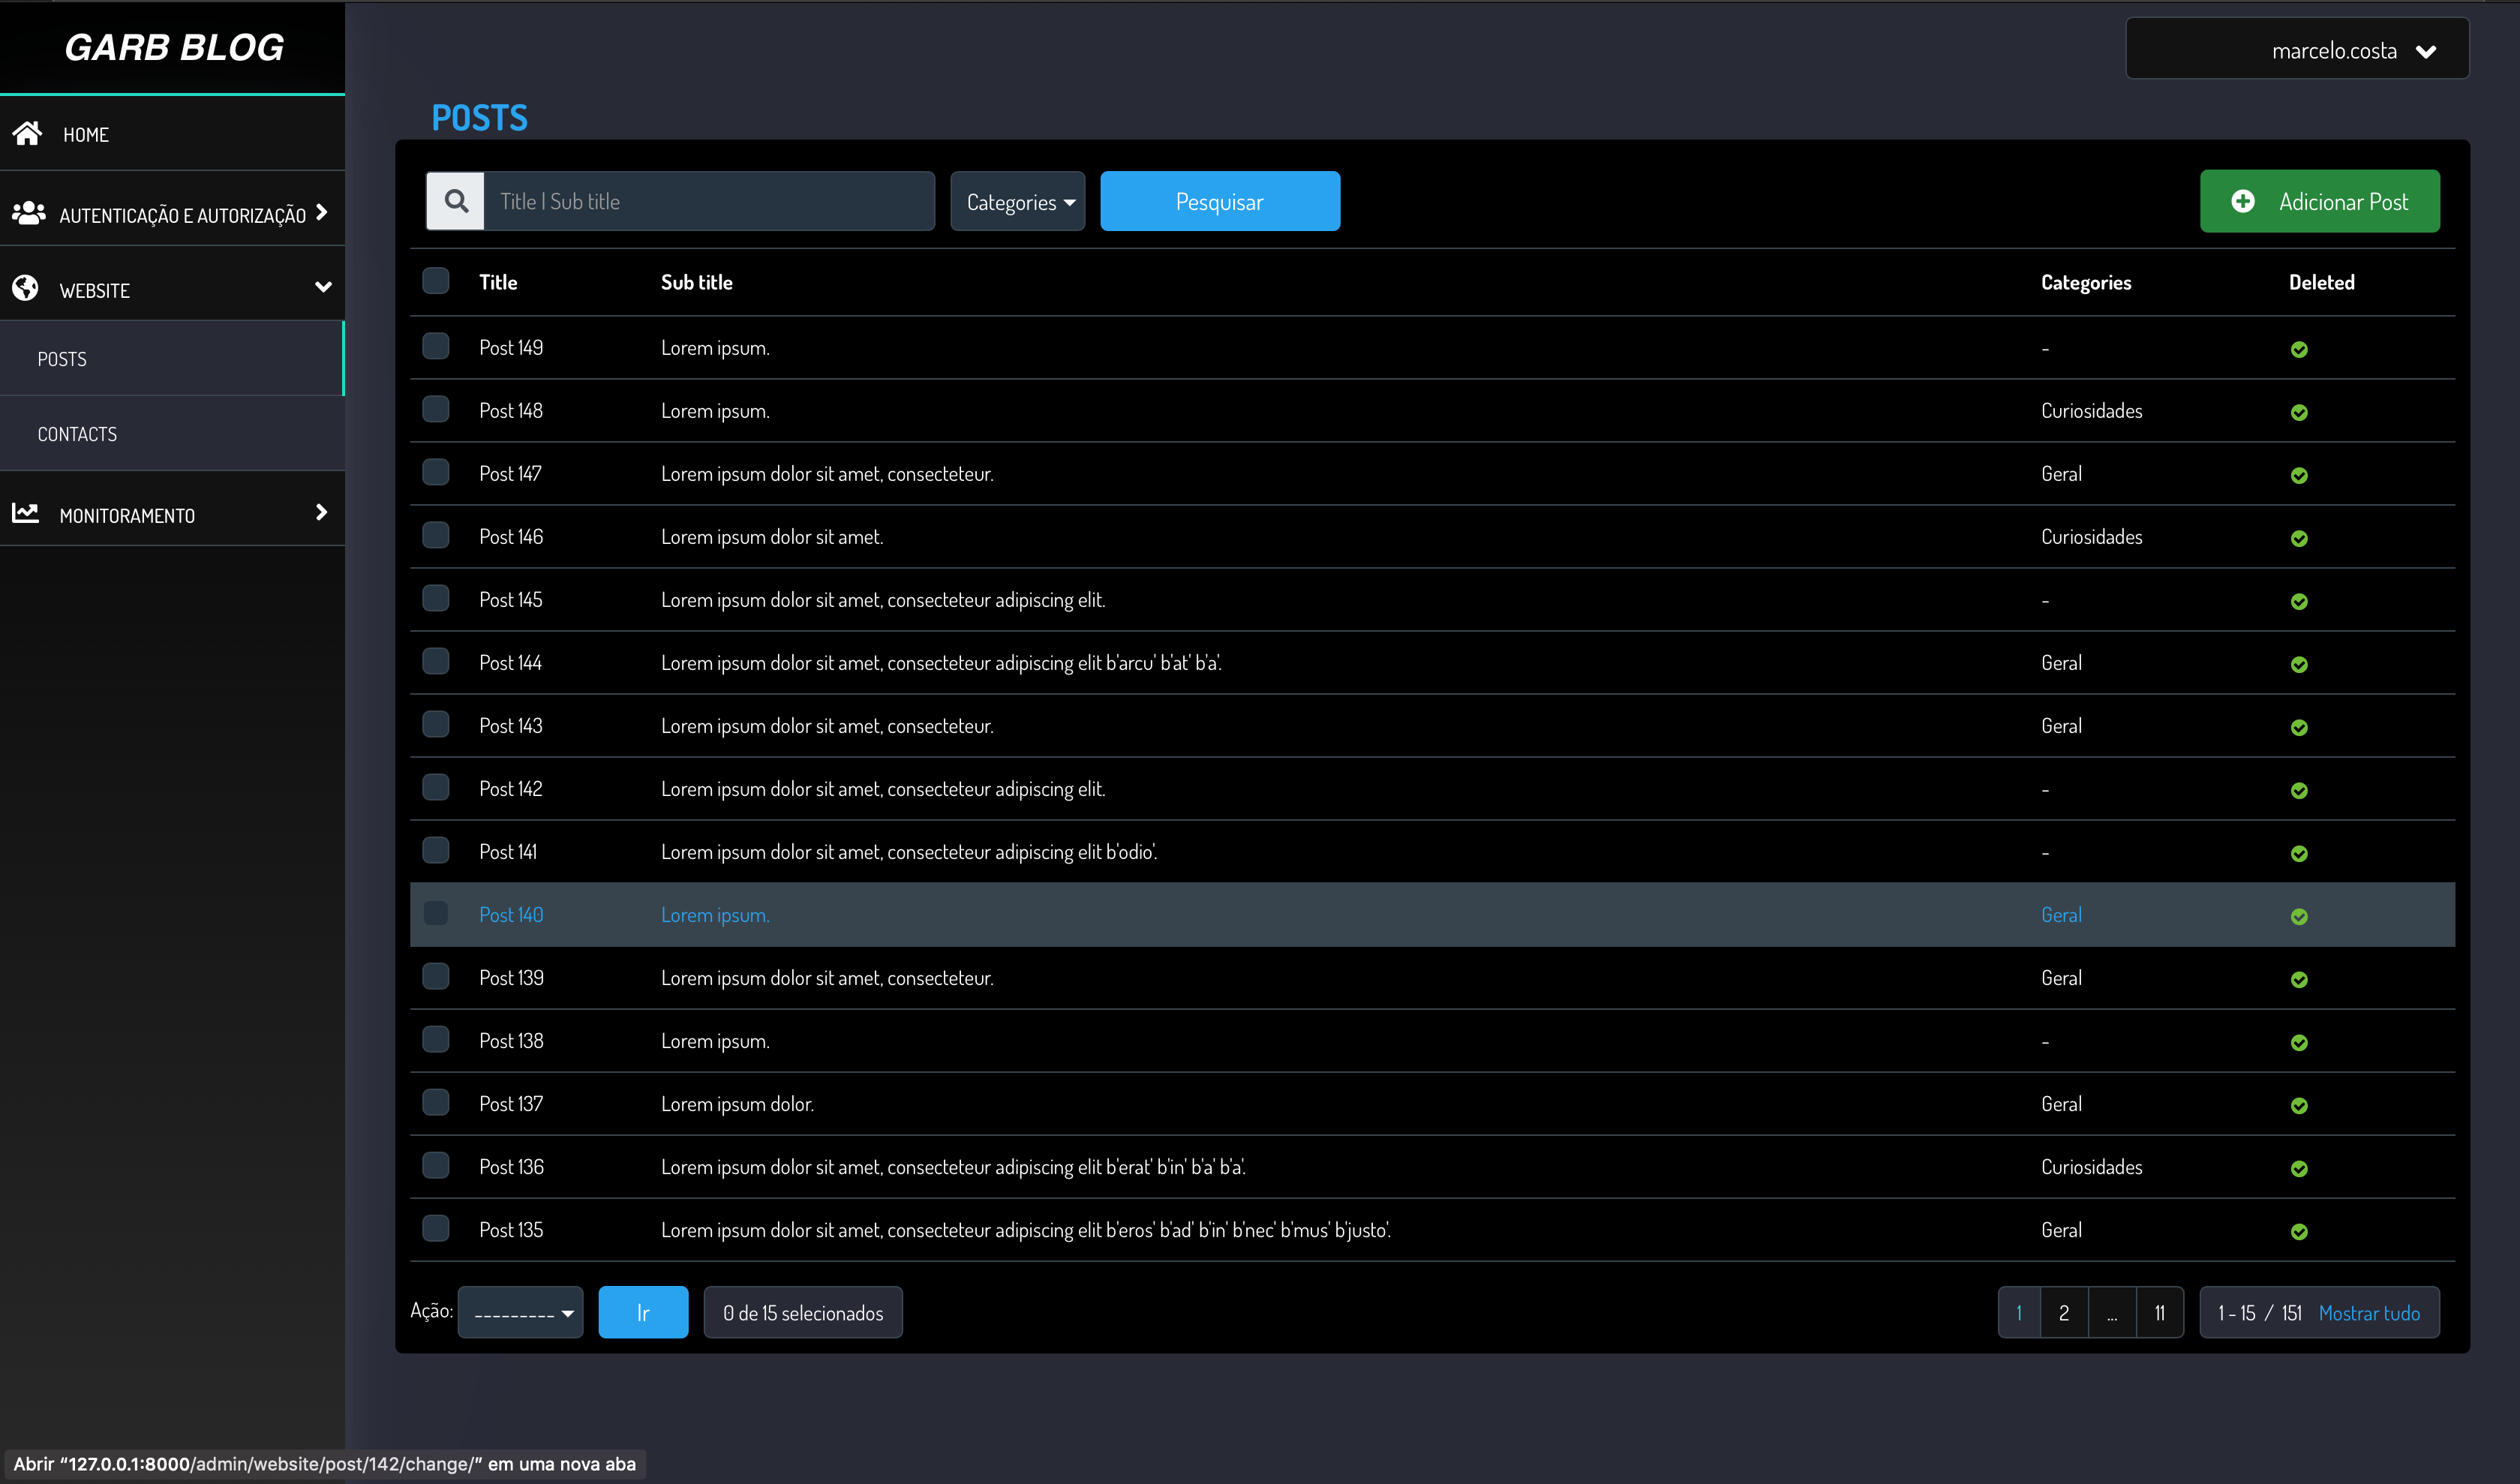 GARB BLOG
marcelo.costa
HOME
AUTENTICAÇÃO E AUTORIZAÇÃO
WEBSITE
POSTS
CONTACTS
MONITORAMENTO
POSTS
Title | Sub title Categories Pesquisar Adicionar Post
Title Sub title Categories Deleted
Post 149 Lorem ipsum. -
Post 148 Lorem ipsum. Curiosidades
Post 147 Lorem ipsum dolor sit amet, consecteteur. Geral
Post 146 Lorem ipsum dolor sit amet. Curiosidades
Post 145 Lorem ipsum dolor sit amet, consecteteur adipiscing elit. -
Post 144 Lorem ipsum dolor sit amet, consecteteur adipiscing elit b'arcu' b'at' b'a'. Geral
Post 143 Lorem ipsum dolor sit amet, consecteteur. Geral
Post 142 Lorem ipsum dolor sit amet, consecteteur adipiscing elit. -
Post 141 Lorem ipsum dolor sit amet, consecteteur adipiscing elit b'odio'. -
Post 140 Lorem ipsum. Geral
Post 139 Lorem ipsum dolor sit amet, consecteteur. Geral
Post 138 Lorem ipsum. -
Post 137 Lorem ipsum dolor. Geral
Post 136 Lorem ipsum dolor sit amet, consecteteur adipiscing elit b'erat' b'in' b'a' b'a'. Curiosidades
Post 135 Lorem ipsum dolor sit amet, consecteteur adipiscing elit b'eros' b'ad' b'in' b'nec' b'mus' b'justo'. Geral
Ação: --------- Ir 0 de 15 selecionados 1 2 ... 11 1 - 15 / 151 Mostrar tudo
Abrir “127.0.0.1:8000/admin/website/post/142/change/” em uma nova aba